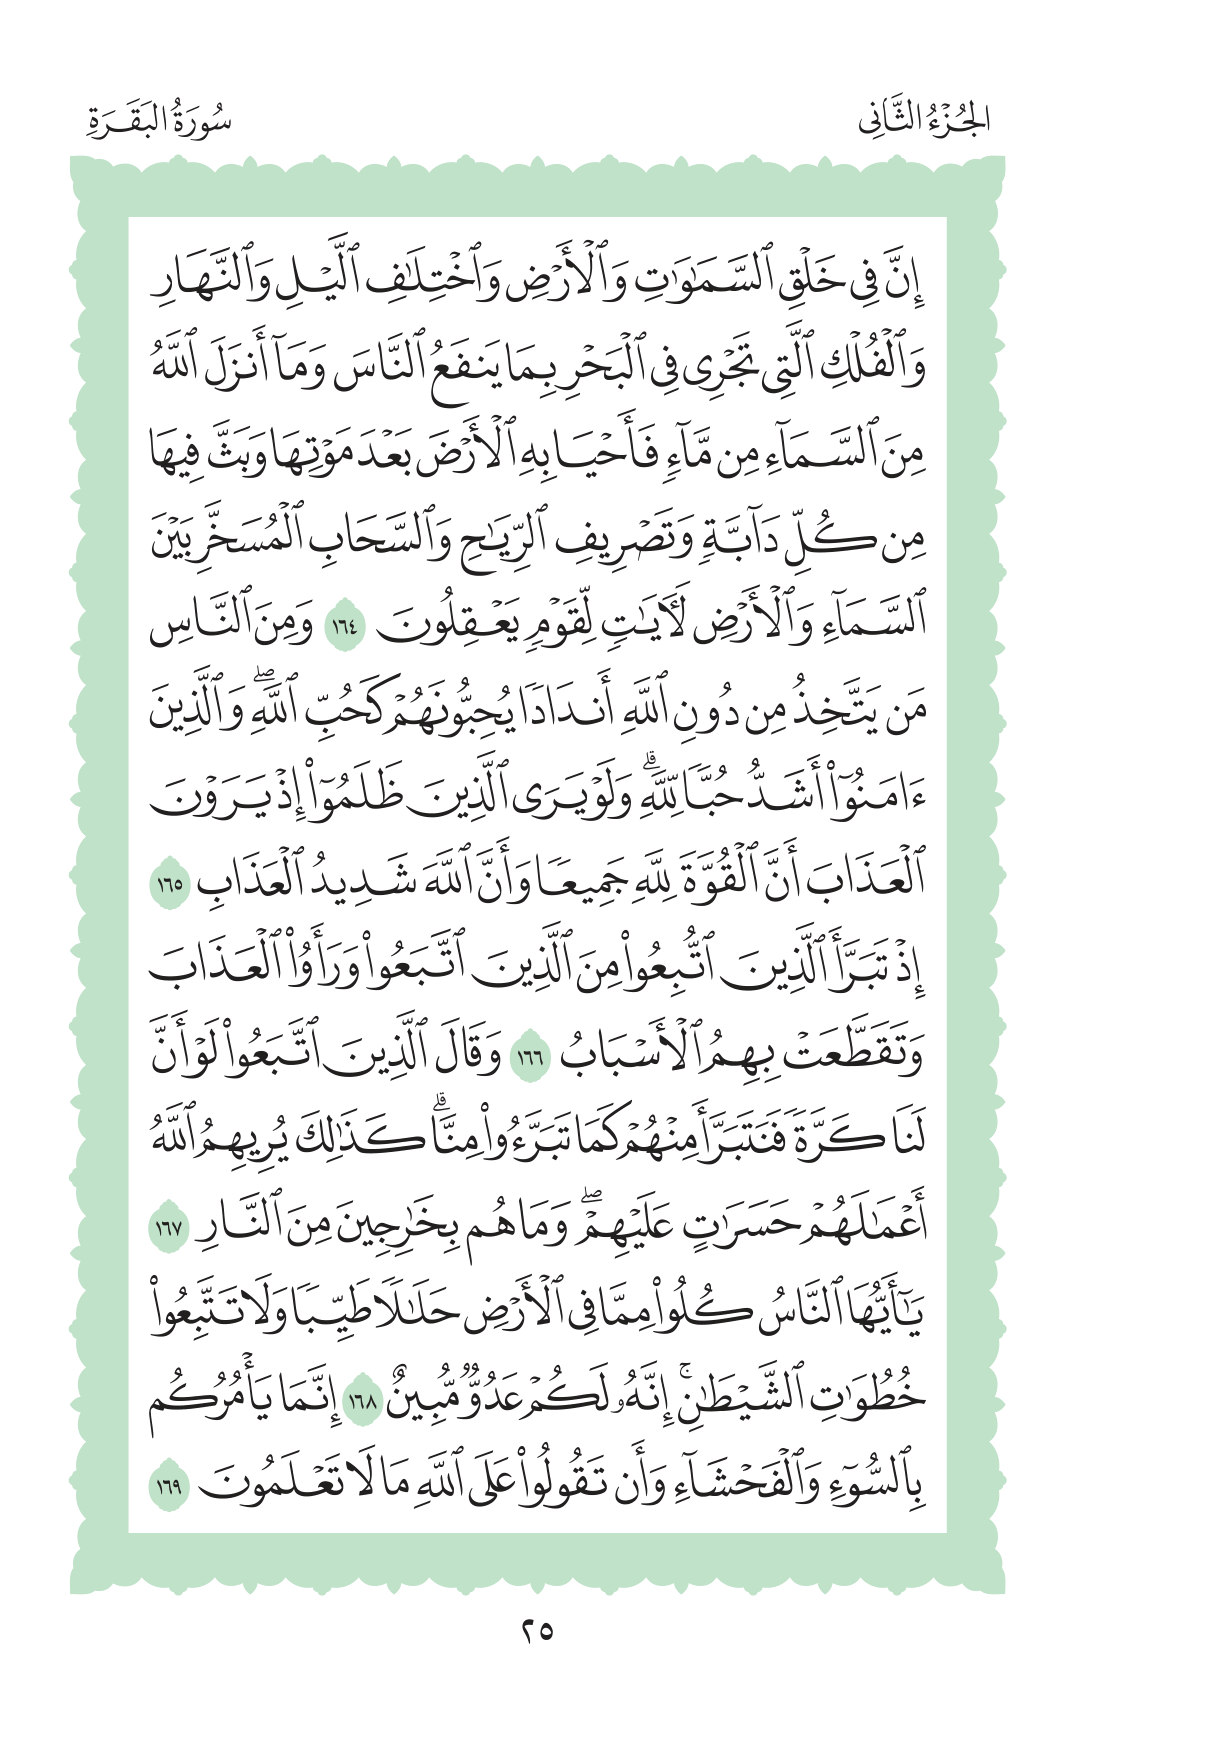 الجُزْءُ الثَّانِى
سُورَةُ البَقَرَةِ
إِنَّ فِى خَلْقِ ٱلسَّمَـٰوَٰتِ وَٱلْأَرْضِ وَٱخْتِلَـٰفِ ٱلَّيْلِ وَٱلنَّهَارِ
وَٱلْفُلْكِ ٱلَّتِى تَجْرِى فِى ٱلْبَحْرِ بِمَا يَنفَعُ ٱلنَّاسَ وَمَآ أَنزَلَ ٱللَّهُ
مِنَ ٱلسَّمَآءِ مِن مَّآءٍ فَأَحْيَا بِهِ ٱلْأَرْضَ بَعْدَ مَوْتِهَا وَبَثَّ فِيهَا
مِن كُلِّ دَآبَّةٍ وَتَصْرِيفِ ٱلرِّيَـٰحِ وَٱلسَّحَابِ ٱلْمُسَخَّرِ بَيْنَ
ٱلسَّمَآءِ وَٱلْأَرْضِ لَـَٔايَـٰتٍ لِّقَوْمٍ يَعْقِلُونَ ١٦٤ وَمِنَ ٱلنَّاسِ
مَن يَتَّخِذُ مِن دُونِ ٱللَّهِ أَندَادًا يُحِبُّونَهُمْ كَحُبِّ ٱللَّهِ ۖ وَٱلَّذِينَ
ءَامَنُوٓا۟ أَشَدُّ حُبًّا لِّلَّهِ ۗ وَلَوْ يَرَى ٱلَّذِينَ ظَلَمُوٓا۟ إِذْ يَرَوْنَ
ٱلْعَذَابَ أَنَّ ٱلْقُوَّةَ لِلَّهِ جَمِيعًا وَأَنَّ ٱللَّهَ شَدِيدُ ٱلْعَذَابِ ١٦٥
إِذْ تَبَرَّأَ ٱلَّذِينَ ٱتُّبِعُوا۟ مِنَ ٱلَّذِينَ ٱتَّبَعُوا۟ وَرَأَوُا۟ ٱلْعَذَابَ
وَتَقَطَّعَتْ بِهِمُ ٱلْأَسْبَابُ ١٦٦ وَقَالَ ٱلَّذِينَ ٱتَّبَعُوا۟ لَوْ أَنَّ
لَنَا كَرَّةً فَنَتَبَرَّأَ مِنْهُمْ كَمَا تَبَرَّءُوا۟ مِنَّا ۗ كَذَٰلِكَ يُرِيهِمُ ٱللَّهُ
أَعْمَـٰلَهُمْ حَسَرَٰتٍ عَلَيْهِمْ ۖ وَمَا هُم بِخَـٰرِجِينَ مِنَ ٱلنَّارِ ١٦٧
يَـٰٓأَيُّهَا ٱلنَّاسُ كُلُوا۟ مِمَّا فِى ٱلْأَرْضِ حَلَـٰلًا طَيِّبًا وَلَا تَتَّبِعُوا۟
خُطُوَٰتِ ٱلشَّيْطَـٰنِ ۚ إِنَّهُۥ لَكُمْ عَدُوٌّ مُّبِينٌ ١٦٨ إِنَّمَا يَأْمُرُكُم
بِٱلسُّوٓءِ وَٱلْفَحْشَآءِ وَأَن تَقُولُوا۟ عَلَى ٱللَّهِ مَا لَا تَعْلَمُونَ ١٦٩
٢٥